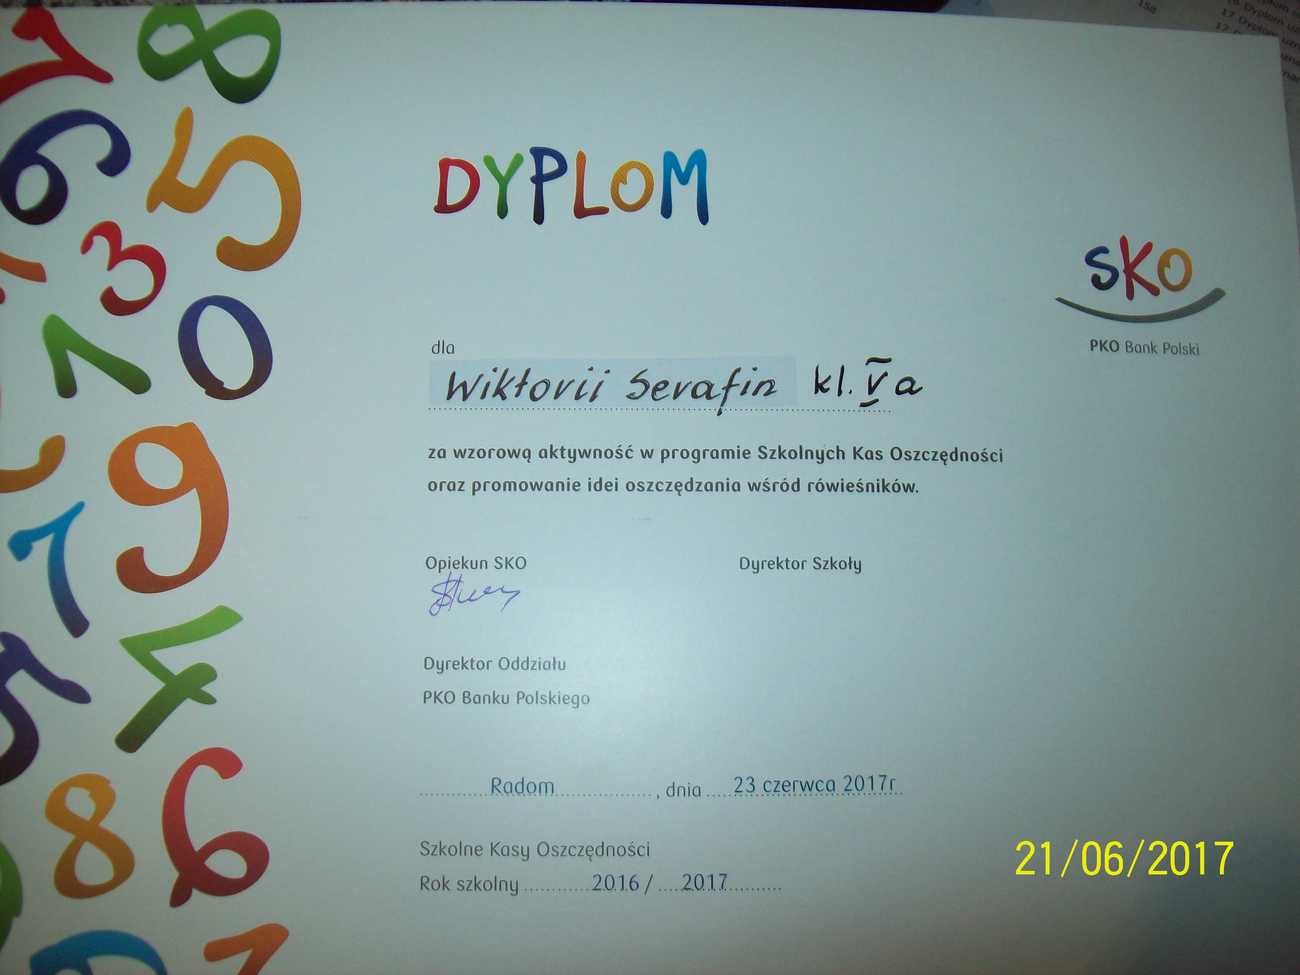 DYPLOM
SKO
PKO Bank Polski
dla
Wiktorii Serafin kl. V a
za wzorową aktywność w programie Szkolnych Kas Oszczędności
oraz promowanie idei oszczędzania wśród rówieśników.
Opiekun SKO Dyrektor Szkoły
Dyrektor Oddziału
PKO Banku Polskiego
Radom, dnia 23 czerwca 2017r
Szkolne Kasy Oszczędności
Rok szkolny 2016 / 2017
21/06/2017